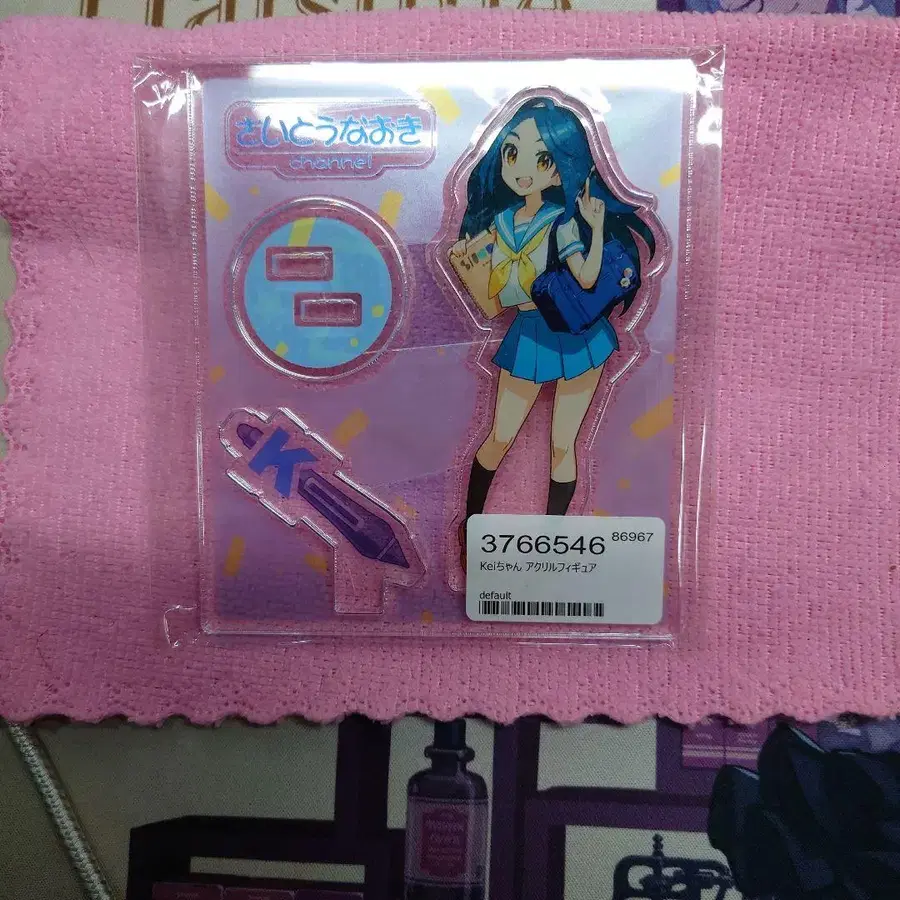 さいとうなおき
channel
K
3766546 86967
Keiちゃん アクリルフィギュア
default